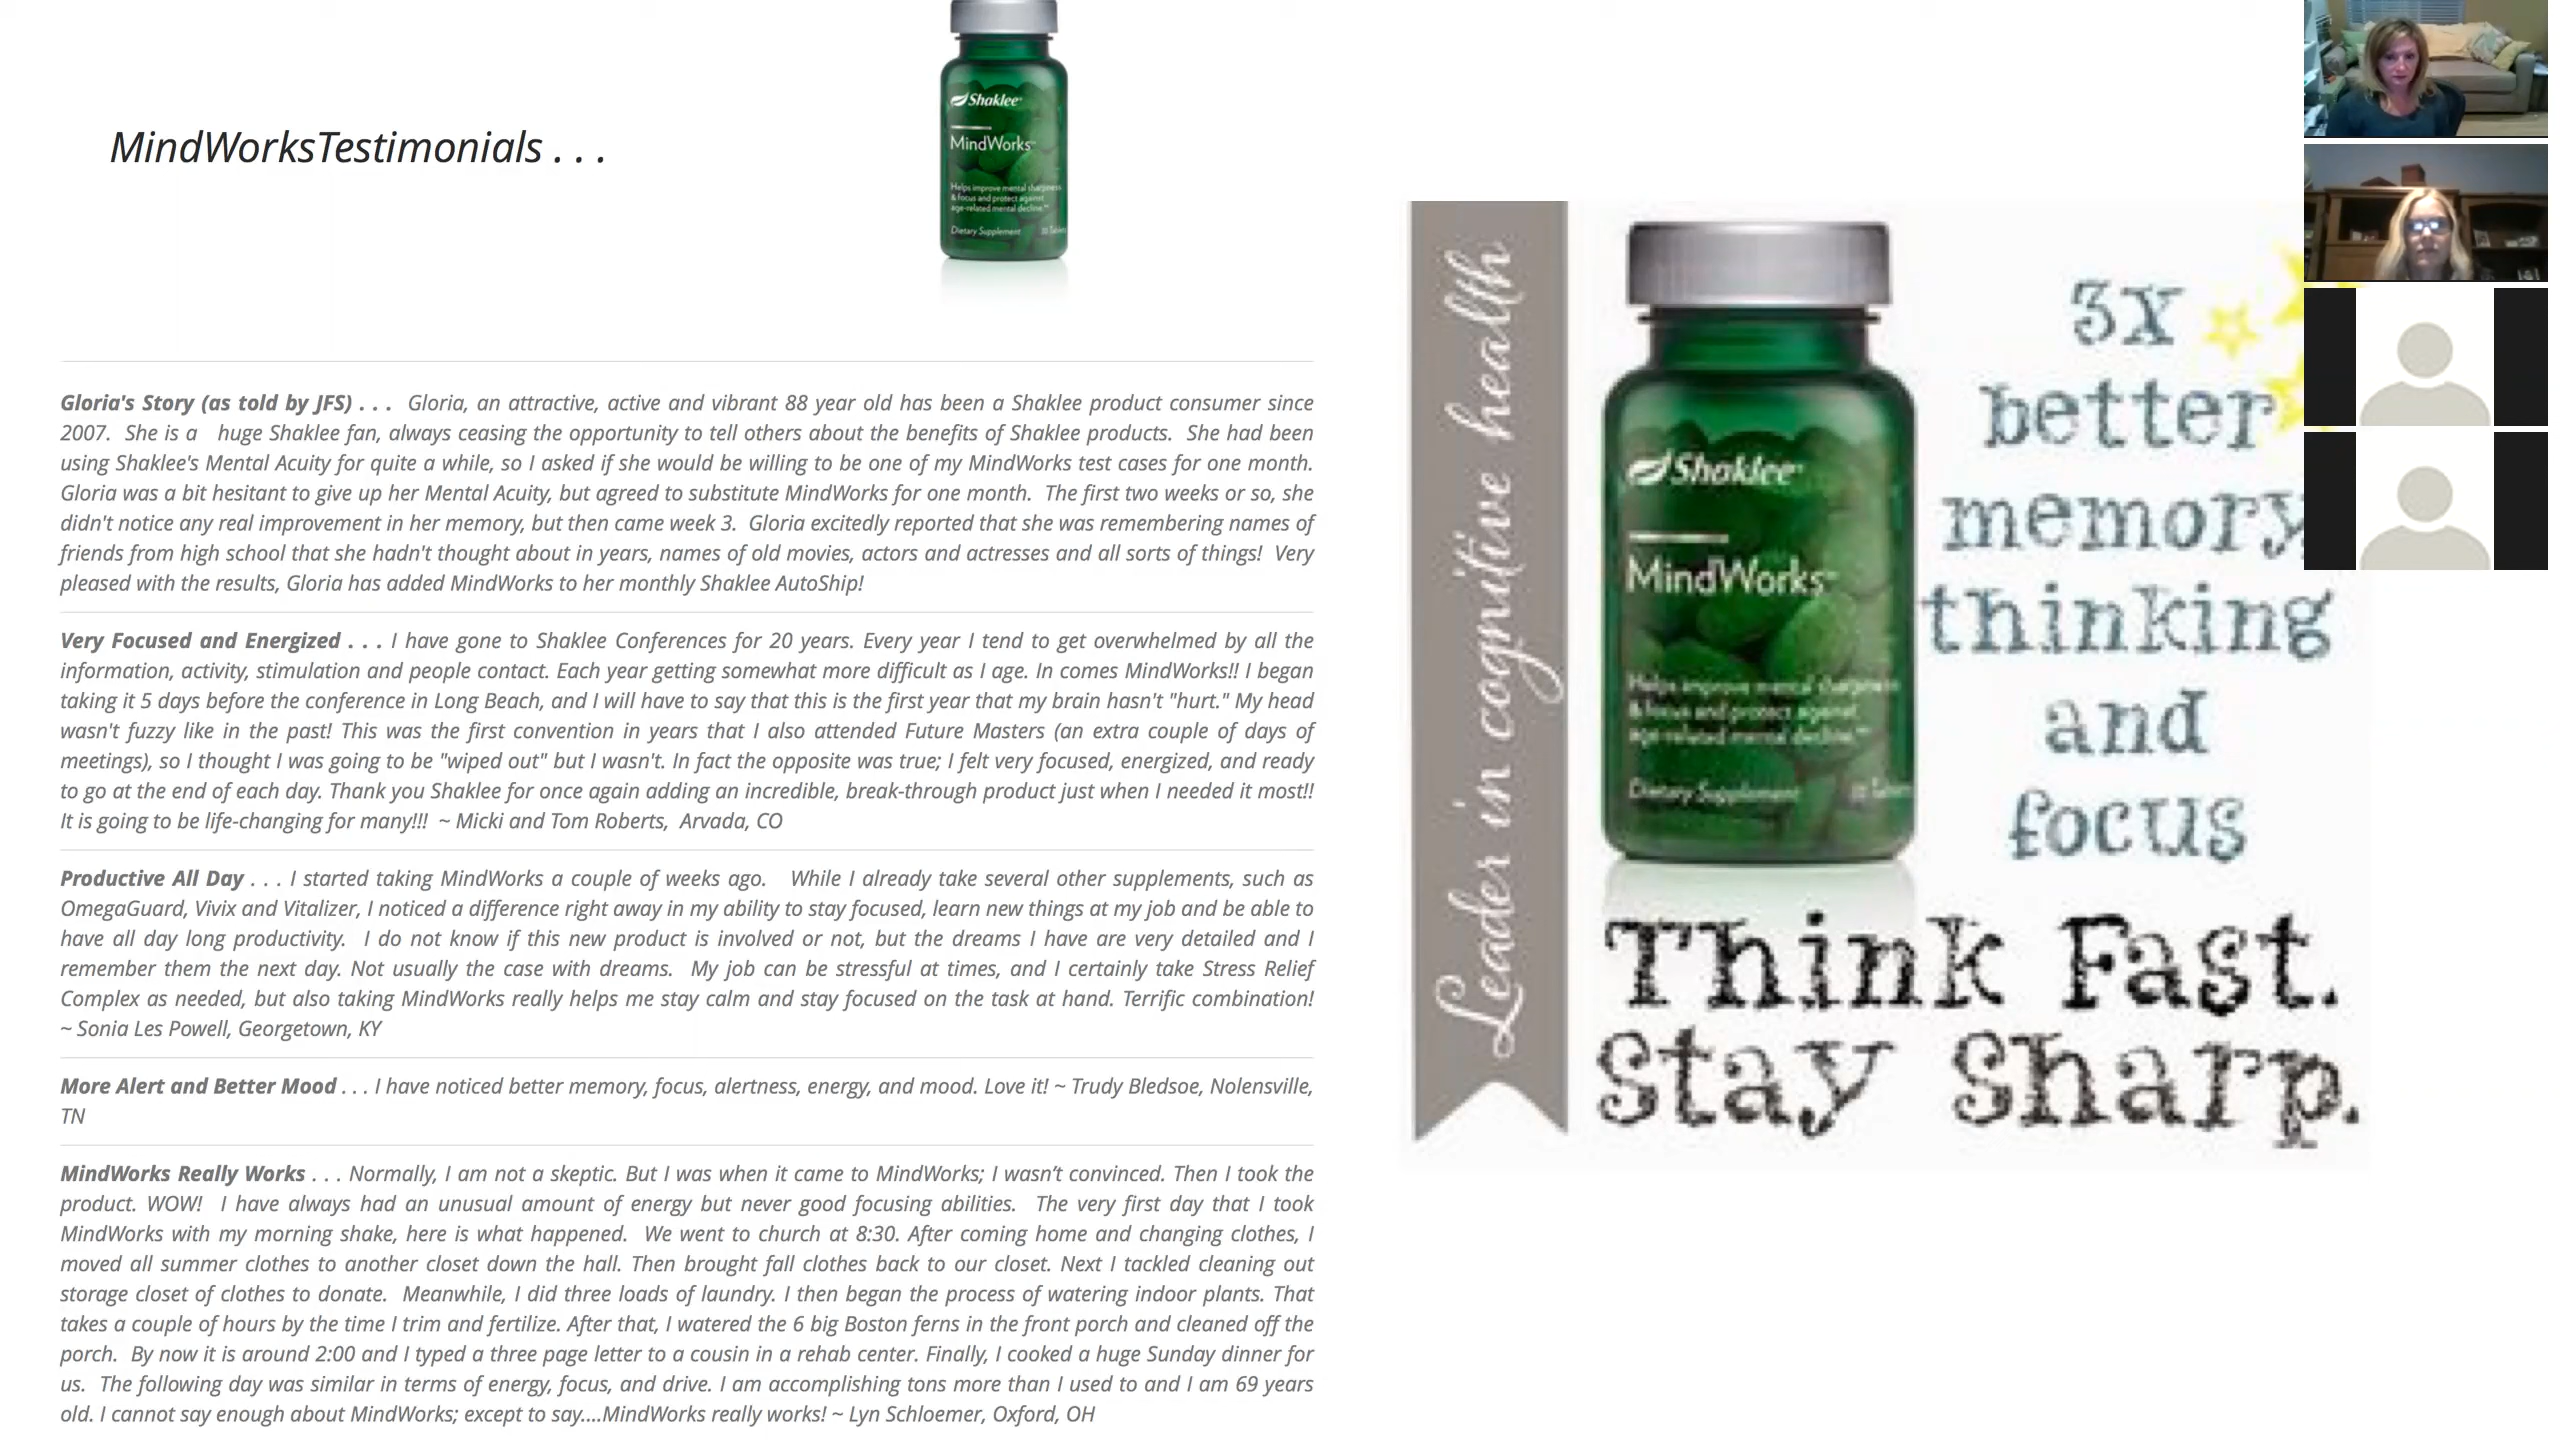 MindWorksTestimonials . . .
Shaklee
MindWorks
Helps improve mental sharpness
& focus and protect against
age-related mental decline.
Dietary Supplement
Gloria's Story (as told by JFS) . . . Gloria, an attractive, active and vibrant 88 year old has been a Shaklee product consumer since
2007. She is a huge Shaklee fan, always ceasing the opportunity to tell others about the benefits of Shaklee products. She had been
using Shaklee's Mental Acuity for quite a while, so I asked if she would be willing to be one of my MindWorks test cases for one month.
Gloria was a bit hesitant to give up her Mental Acuity, but agreed to substitute MindWorks for one month. The first two weeks or so, she
didn't notice any real improvement in her memory, but then came week 3. Gloria excitedly reported that she was remembering names of
friends from high school that she hadn't thought about in years, names of old movies, actors and actresses and all sorts of things! Very
pleased with the results, Gloria has added MindWorks to her monthly Shaklee AutoShip!
Very Focused and Energized . . . I have gone to Shaklee Conferences for 20 years. Every year I tend to get overwhelmed by all the
information, activity, stimulation and people contact. Each year getting somewhat more difficult as I age. In comes MindWorks!! I began
taking it 5 days before the conference in Long Beach, and I will have to say that this is the first year that my brain hasn't "hurt." My head
wasn't fuzzy like in the past! This was the first convention in years that I also attended Future Masters (an extra couple of days of
meetings), so I thought I was going to be "wiped out" but I wasn't. In fact the opposite was true; I felt very focused, energized, and ready
to go at the end of each day. Thank you Shaklee for once again adding an incredible, break-through product just when I needed it most!!
It is going to be life-changing for many!!! ~ Micki and Tom Roberts, Arvada, CO
Productive All Day . . . I started taking MindWorks a couple of weeks ago. While I already take several other supplements, such as
OmegaGuard, Vivix and Vitalizer, I noticed a difference right away in my ability to stay focused, learn new things at my job and be able to
have all day long productivity. I do not know if this new product is involved or not, but the dreams I have are very detailed and I
remember them the next day. Not usually the case with dreams. My job can be stressful at times, and I certainly take Stress Relief
Complex as needed, but also taking MindWorks really helps me stay calm and stay focused on the task at hand. Terrific combination!
~ Sonia Les Powell, Georgetown, KY
More Alert and Better Mood . . . I have noticed better memory, focus, alertness, energy, and mood. Love it! ~ Trudy Bledsoe, Nolensville,
TN
MindWorks Really Works . . . Normally, I am not a skeptic. But I was when it came to MindWorks; I wasn’t convinced. Then I took the
product. WOW! I have always had an unusual amount of energy but never good focusing abilities. The very first day that I took
MindWorks with my morning shake, here is what happened. We went to church at 8:30. After coming home and changing clothes, I
moved all summer clothes to another closet down the hall. Then brought fall clothes back to our closet. Next I tackled cleaning out
storage closet of clothes to donate. Meanwhile, I did three loads of laundry. I then began the process of watering indoor plants. That
takes a couple of hours by the time I trim and fertilize. After that, I watered the 6 big Boston ferns in the front porch and cleaned off the
porch. By now it is around 2:00 and I typed a three page letter to a cousin in a rehab center. Finally, I cooked a huge Sunday dinner for
us. The following day was similar in terms of energy, focus, and drive. I am accomplishing tons more than I used to and I am 69 years
old. I cannot say enough about MindWorks; except to say....MindWorks really works! ~ Lyn Schloemer, Oxford, OH
Leader in cognitive health
Shaklee
MindWorks
Helps improve mental sharpness
& focus and protect against
age-related mental decline.
Dietary Supplement
3x
better
memory
thinking
and
focus
Think Fast.
Stay Sharp.